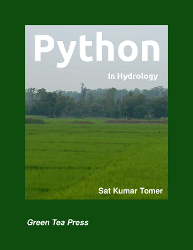 Python
In Hydrology
Sat Kumar Tomer
Green Tea Press